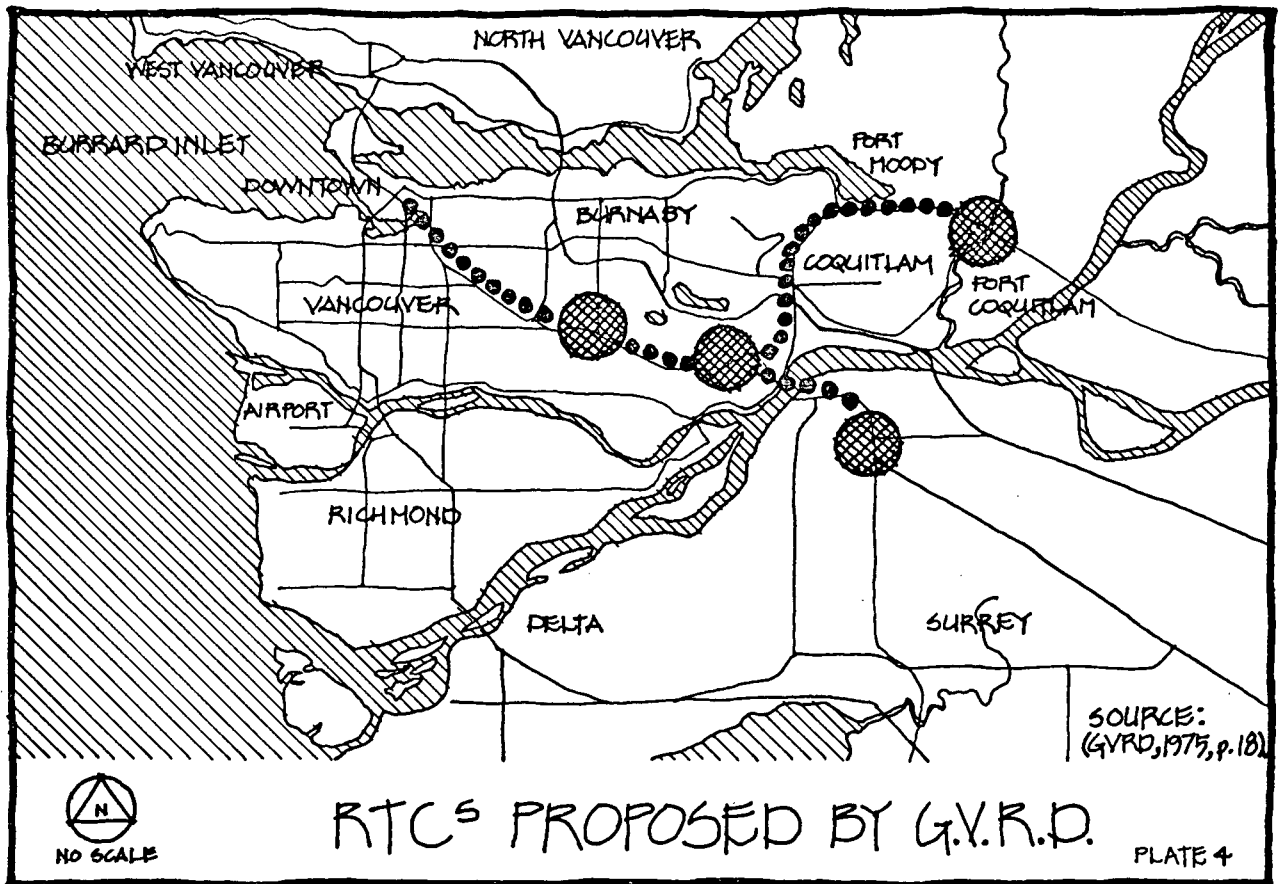 NORTH VANCOUVER
WEST VANCOUVER
BURRARD INLET
PORT
MOODY
DOWNTOWN
BURNABY
COQUITLAM
PORT
COQUITLAM
VANCOUVER
AIRPORT
RICHMOND
DELTA
SURREY
SOURCE:
(GVRD, 1975, p. 18)
N
NO SCALE
RTCs PROPOSED BY G.V.R.D.
PLATE 4